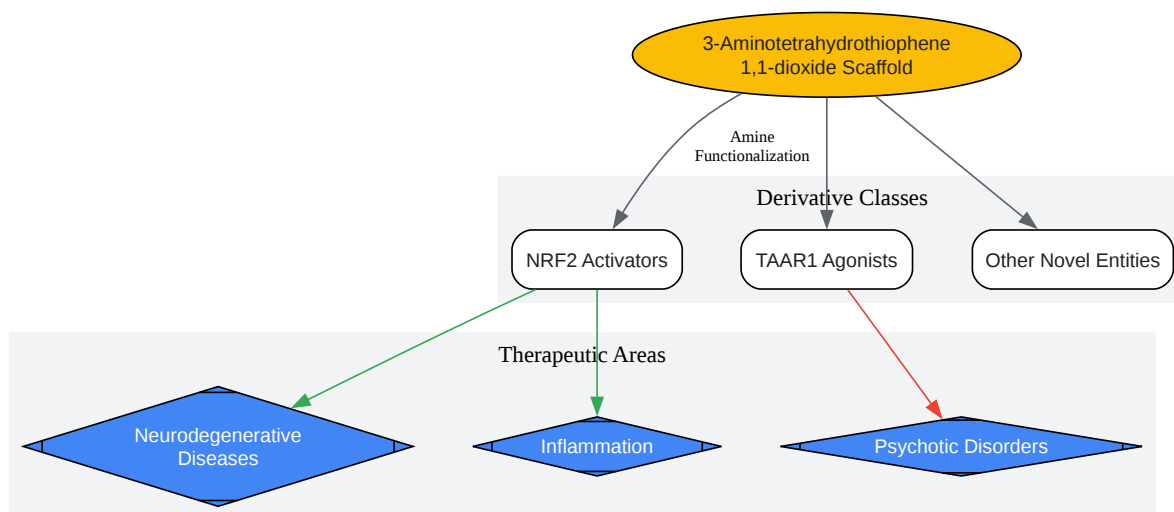 3-Aminotetrahydrothiophene
1,1-dioxide Scaffold
Amine
Functionalization
Derivative Classes
NRF2 Activators
TAAR1 Agonists
Other Novel Entities
Therapeutic Areas
Neurodegenerative
Diseases
Inflammation
Psychotic Disorders